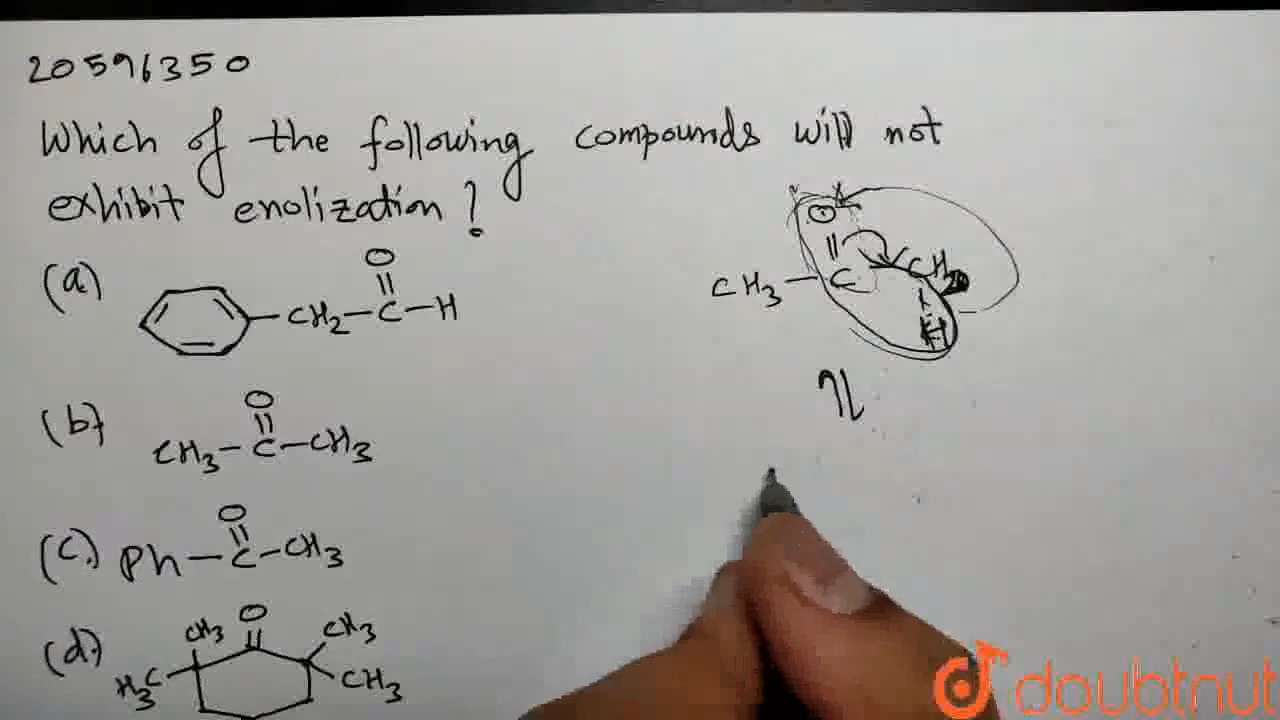 20596350
Which of the following compounds will not
exhibit enolization?
(a) CH2-C-H
O
(b) CH3-C-CH3
O
(c.) Ph-C-CH3
O
(d.) H3C CH3 O CH3 CH3
O
CH3-C-CH2
H
doubtnut